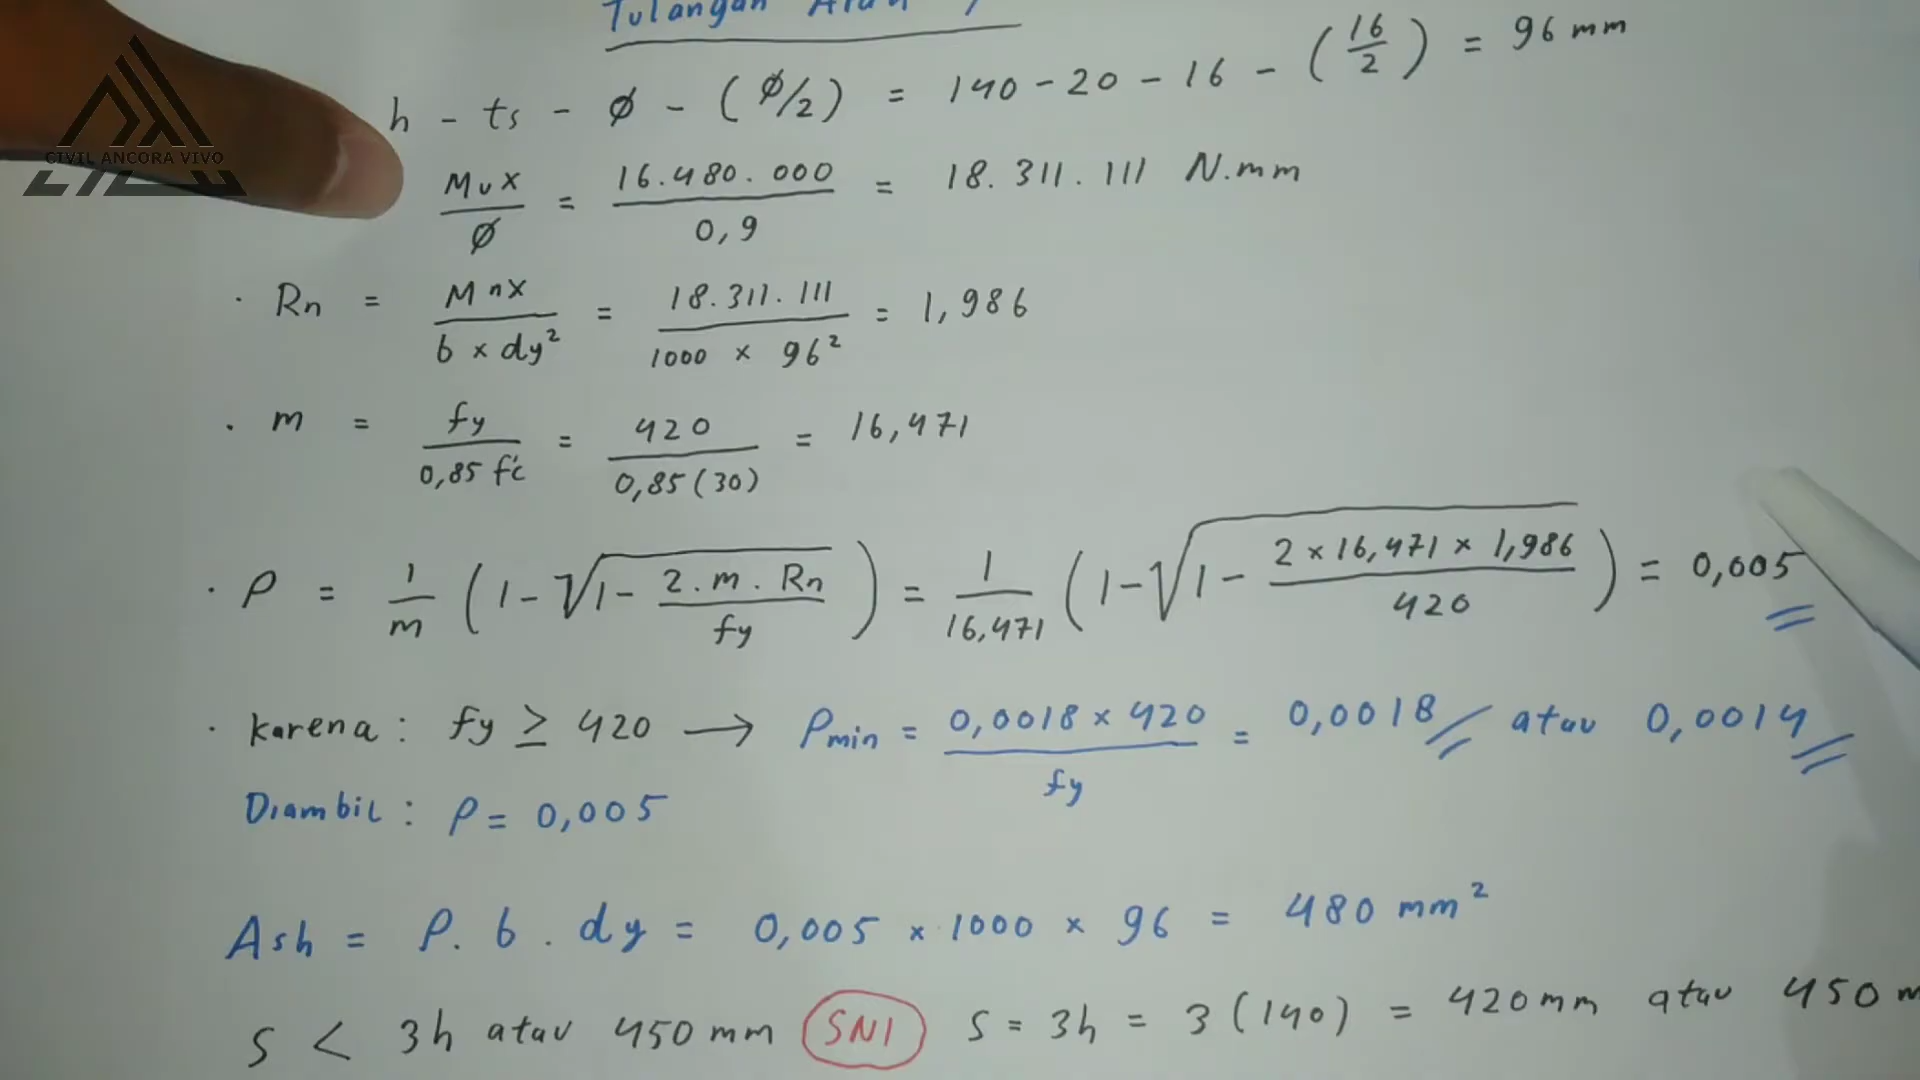 Tulangan Arah y
CIVIL ANCORA VIVO
h - ts - ø - (ø/2) = 140 - 20 - 16 - (16/2) = 96 mm
Mux/ø = 16.480.000/0,9 = 18.311.111 N.mm
· Rn = Mnx/b x dy² = 18.311.111/1000 x 96² = 1,986
· m = fy/0,85 f'c = 420/0,85(30) = 16,471
· ρ = 1/m (1-√1- 2.m.Rn/fy) = 1/16,471 (1-√1- 2 x 16,471 x 1,986/420) = 0,005
· Karena : fy ≥ 420 → ρmin = 0,0018 x 420/fy = 0,0018 atau 0,0014
Diambil : ρ = 0,005
Ash = ρ. b. dy = 0,005 x 1000 x 96 = 480 mm²
S < 3h atau 450 mm SNI S = 3h = 3(140) = 420mm atau 450 m